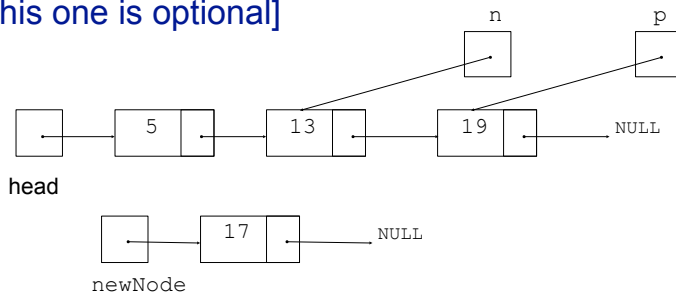 his one is optional]
n p
5 13 19 NULL
head
17 NULL
newNode